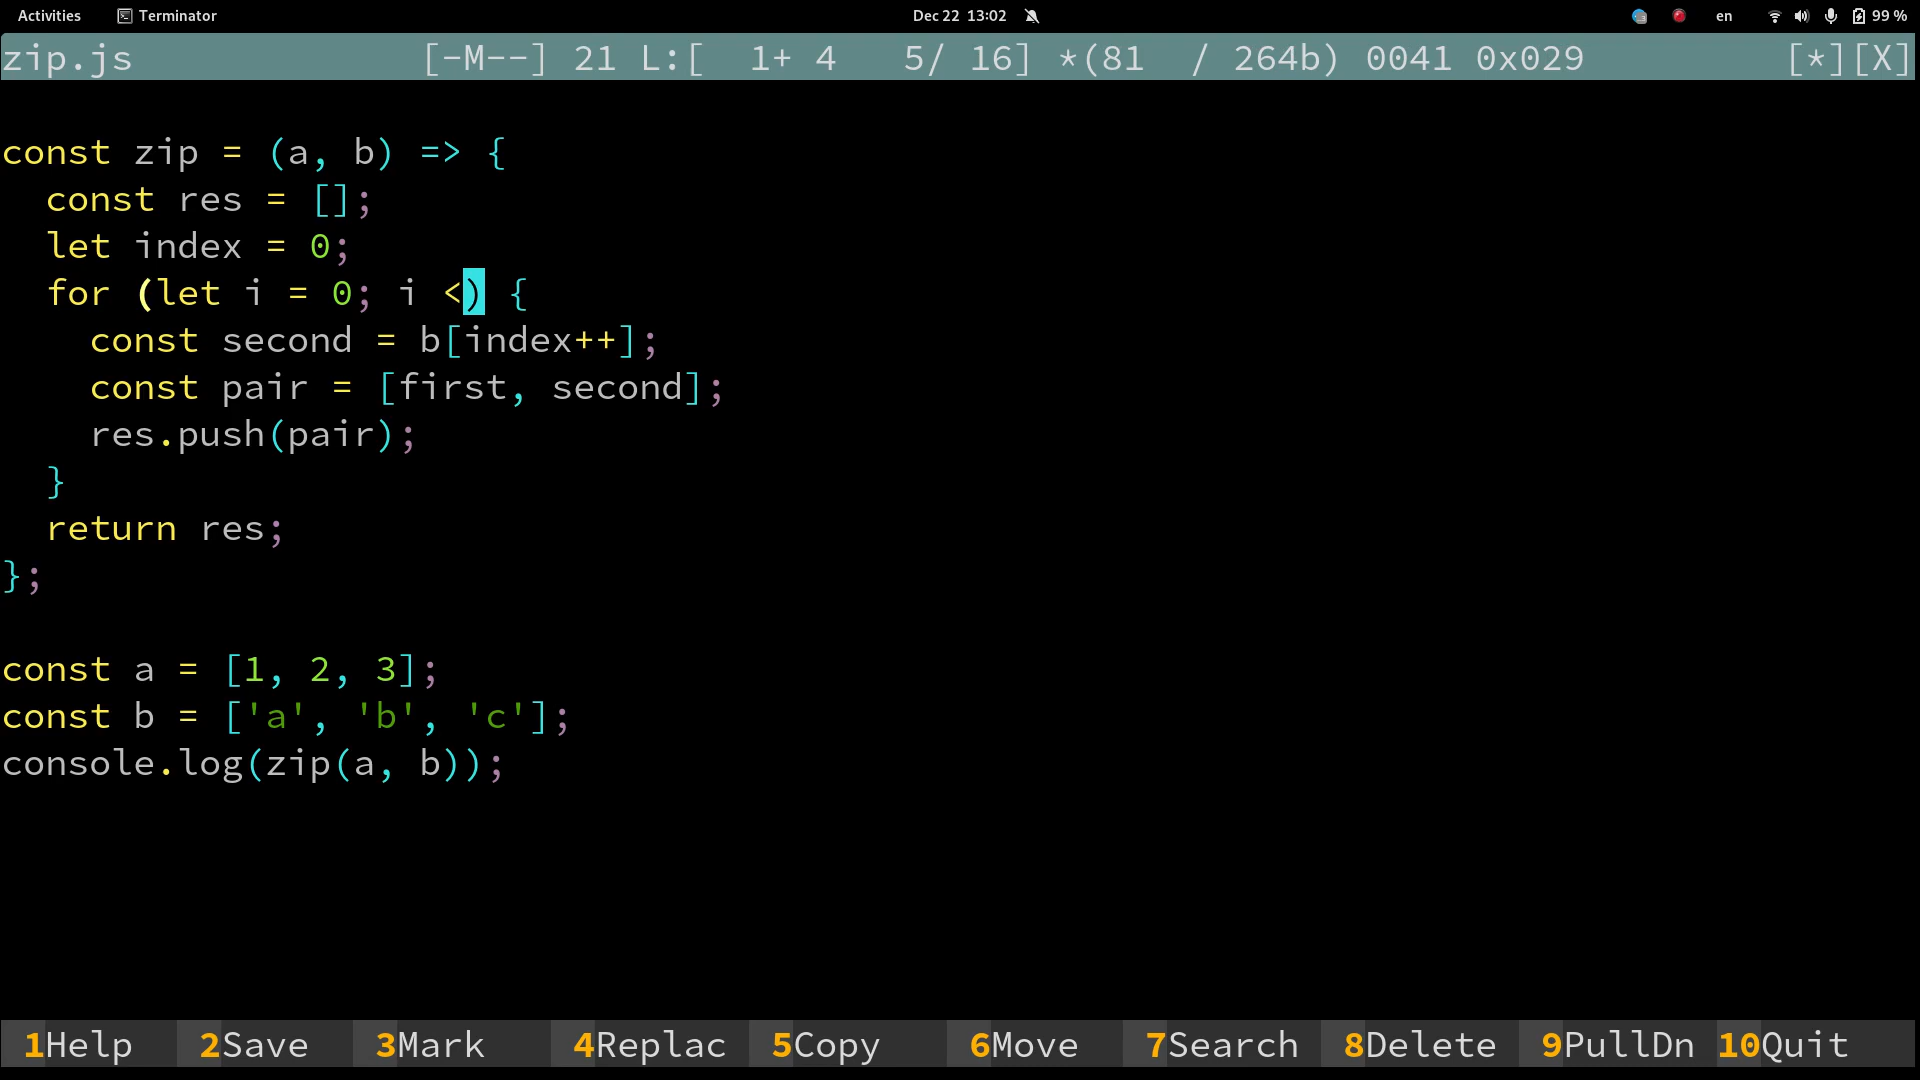 Activities Terminator Dec 22 13:02 en 99 %
zip.js [-M--] 21 L:[ 1+ 4 5/ 16] *(81 / 264b) 0041 0x029 [*][X]
const zip = (a, b) => {
  const res = [];
  let index = 0;
  for (let i = 0; i <) {
    const second = b[index++];
    const pair = [first, second];
    res.push(pair);
  }
  return res;
};
const a = [1, 2, 3];
const b = ['a', 'b', 'c'];
console.log(zip(a, b));
1Help 2Save 3Mark 4Replac 5Copy 6Move 7Search 8Delete 9PullDn 10Quit